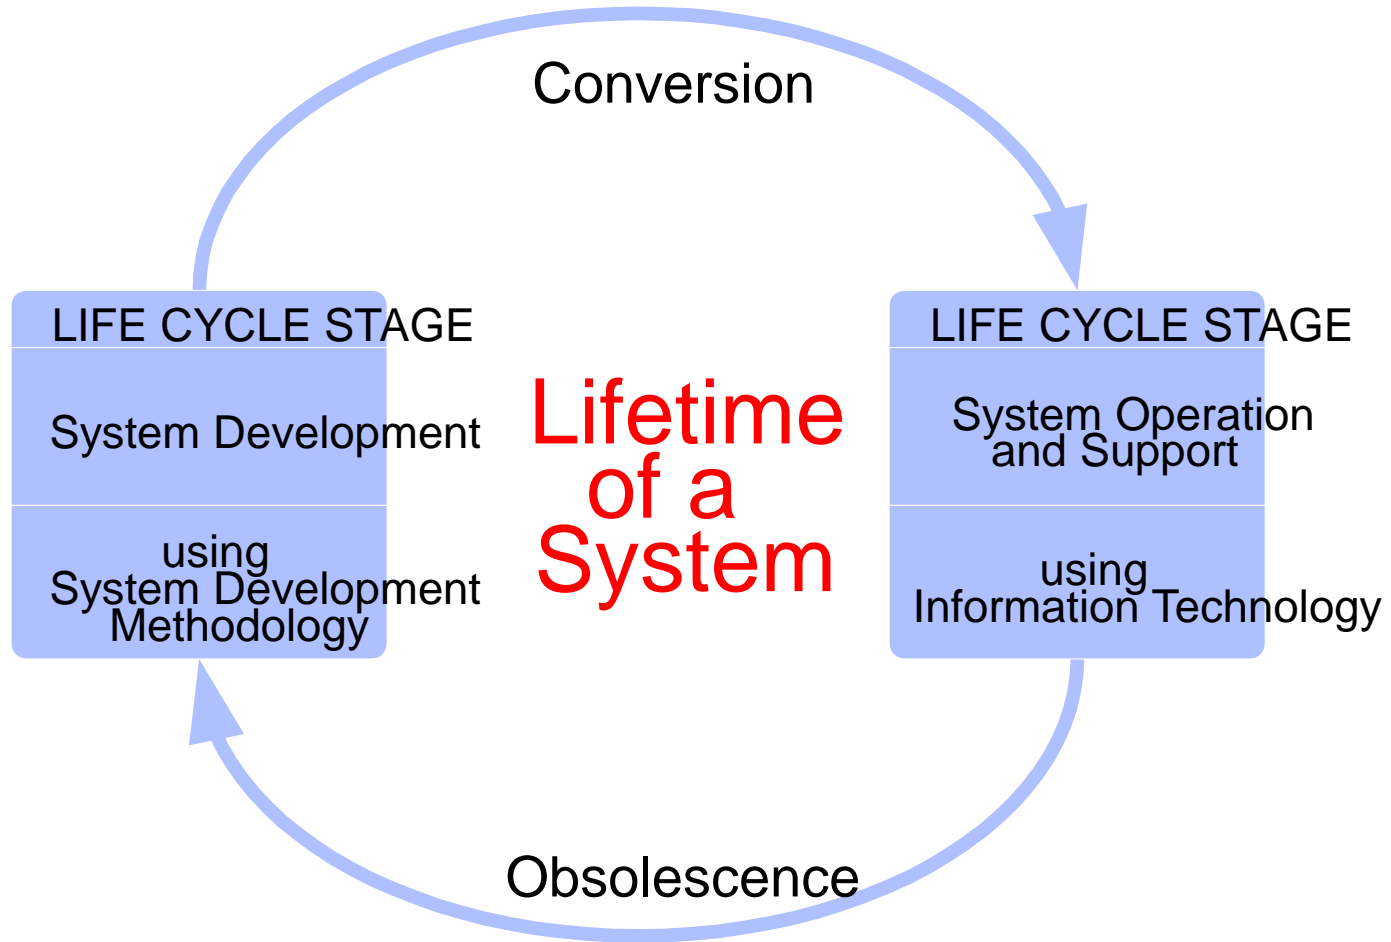 Conversion
LIFE CYCLE STAGE
System Development
using
System Development
Methodology
Lifetime
of a
System
LIFE CYCLE STAGE
System Operation
and Support
using
Information Technology
Obsolescence